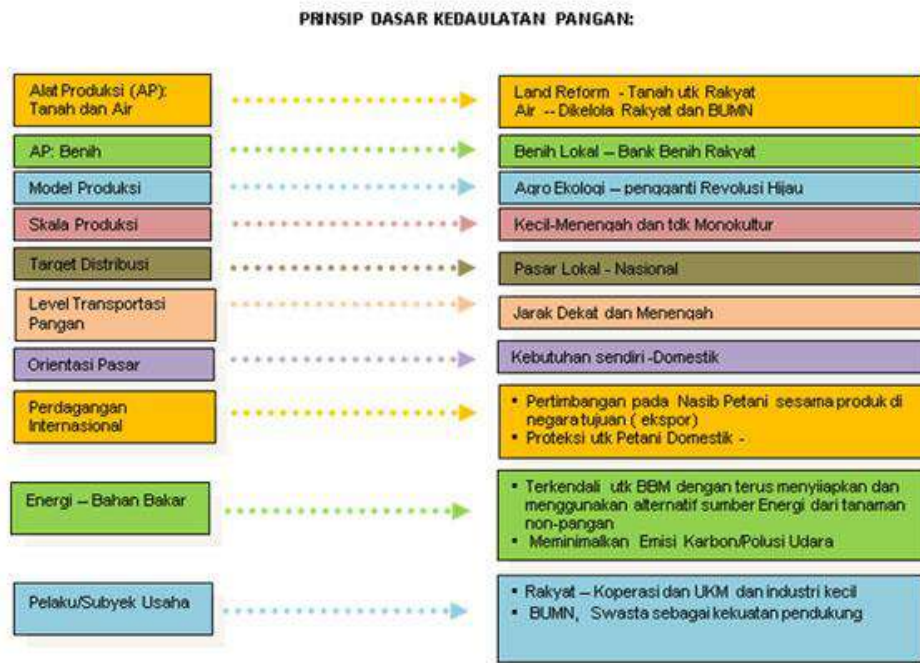 PRINSIP DASAR KEDAULATAN PANGAN:
Alat Produksi (AP):
Tanah dan Air
Land Reform - Tanah utk Rakyat
Air – Dikelola Rakyat dan BUMN
AP: Benih
Benih Lokal – Bank Benih Rakyat
Model Produksi
Agro Ekologi – pengganti Revolusi Hijau
Skala Produksi
Kecil-Menengah dan tdk Monokultur
Target Distribusi
Pasar Lokal - Nasional
Level Transportasi
Pangan
Jarak Dekat dan Menengah
Orientasi Pasar
Kebutuhan sendiri -Domestik
Perdagangan
Internasional
• Pertimbangan pada Nasib Petani sesama produk di
negara tujuan ( ekspor)
• Proteksi utk Petani Domestik -
Energi – Bahan Bakar
• Terkendali utk BBM dengan terus menyiiapkan dan
menggunakan alternatif sumber Energi dari tanaman
non-pangan
• Meminimalkan Emisi Karbon/Polusi Udara
Pelaku/Subyek Usaha
• Rakyat – Koperasi dan UKM dan industri kecil
• BUMN, Swasta sebagai kekuatan pendukung